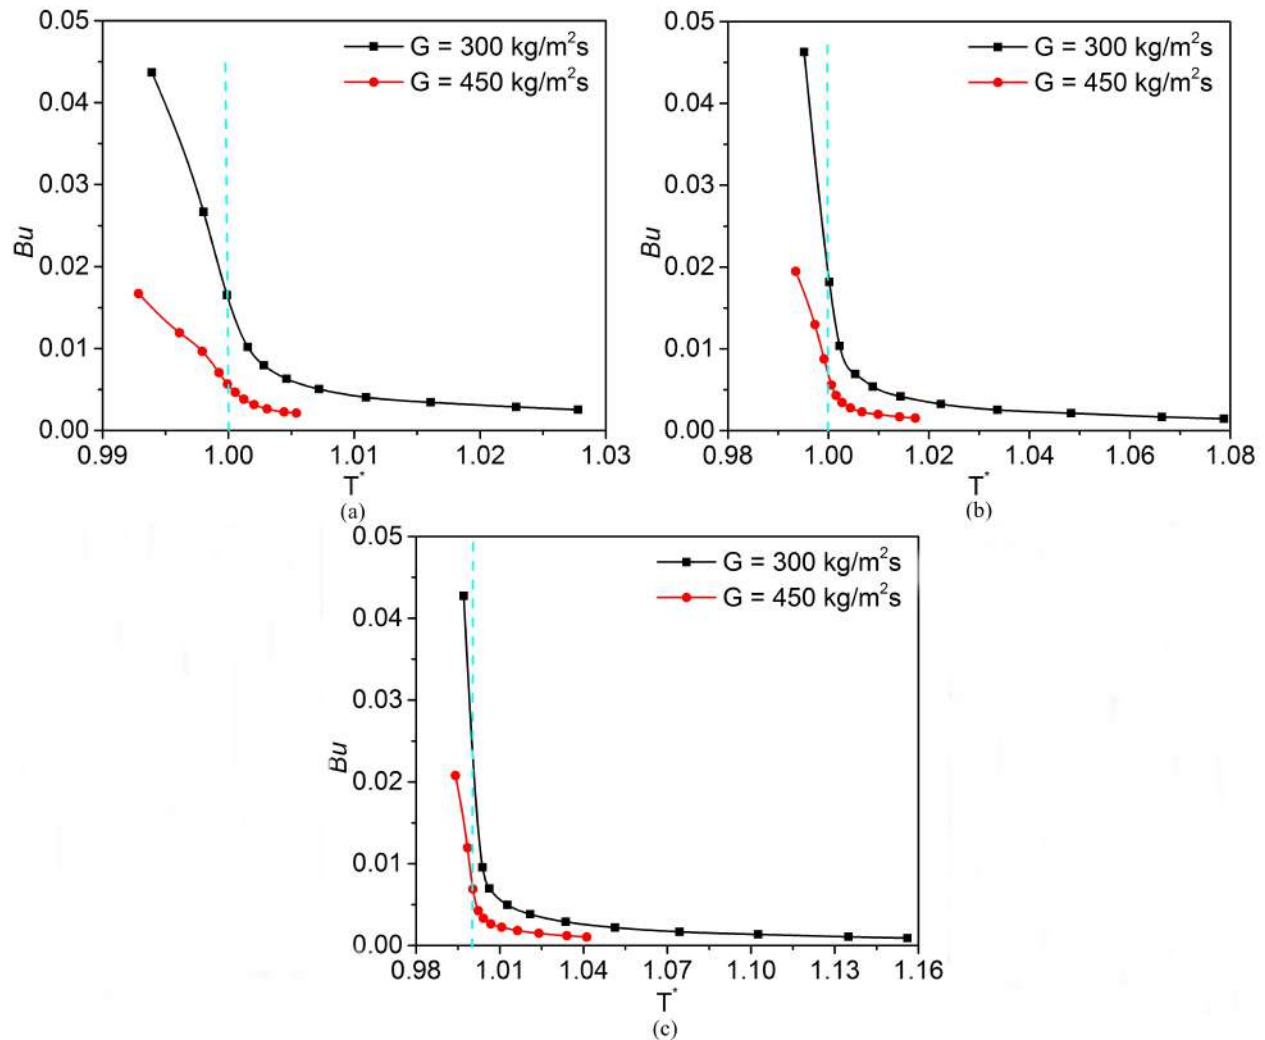 0.05
0.04
0.03
0.02
0.01
0.00
Bu
G = 300 kg/m²s
G = 450 kg/m²s
0.99 1.00 1.01 1.02 1.03
T*
(a)
0.05
0.04
0.03
0.02
0.01
0.00
Bu
G = 300 kg/m²s
G = 450 kg/m²s
0.98 1.00 1.02 1.04 1.06 1.08
T*
(b)
0.05
0.04
0.03
0.02
0.01
0.00
Bu
G = 300 kg/m²s
G = 450 kg/m²s
0.98 1.01 1.04 1.07 1.10 1.13 1.16
T*
(c)